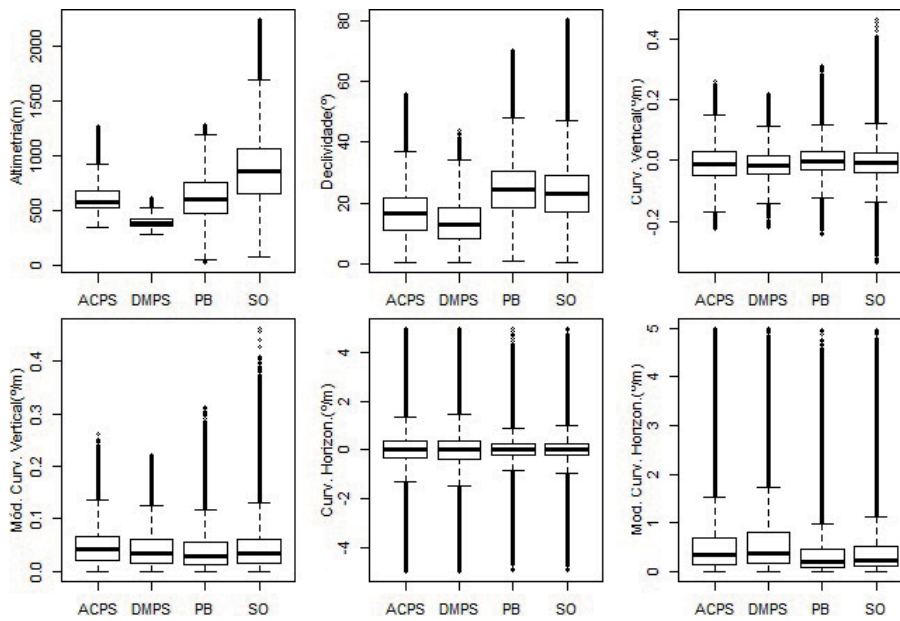 Altimetria(m)
2000
1500
1000
500
0
ACPS DMPS PB SO
Declividade(º)
80
60
40
20
0
ACPS DMPS PB SO
Curv. Vertical(º/m)
0.4
0.2
0.0
-0.2
ACPS DMPS PB SO
Mód. Curv. Vertical(º/m)
0.4
0.3
0.2
0.1
0.0
ACPS DMPS PB SO
Curv. Horizon.(º/m)
4
2
0
-2
-4
ACPS DMPS PB SO
Mod. Curv. Horizon.(º/m)
5
4
3
2
1
0
ACPS DMPS PB SO